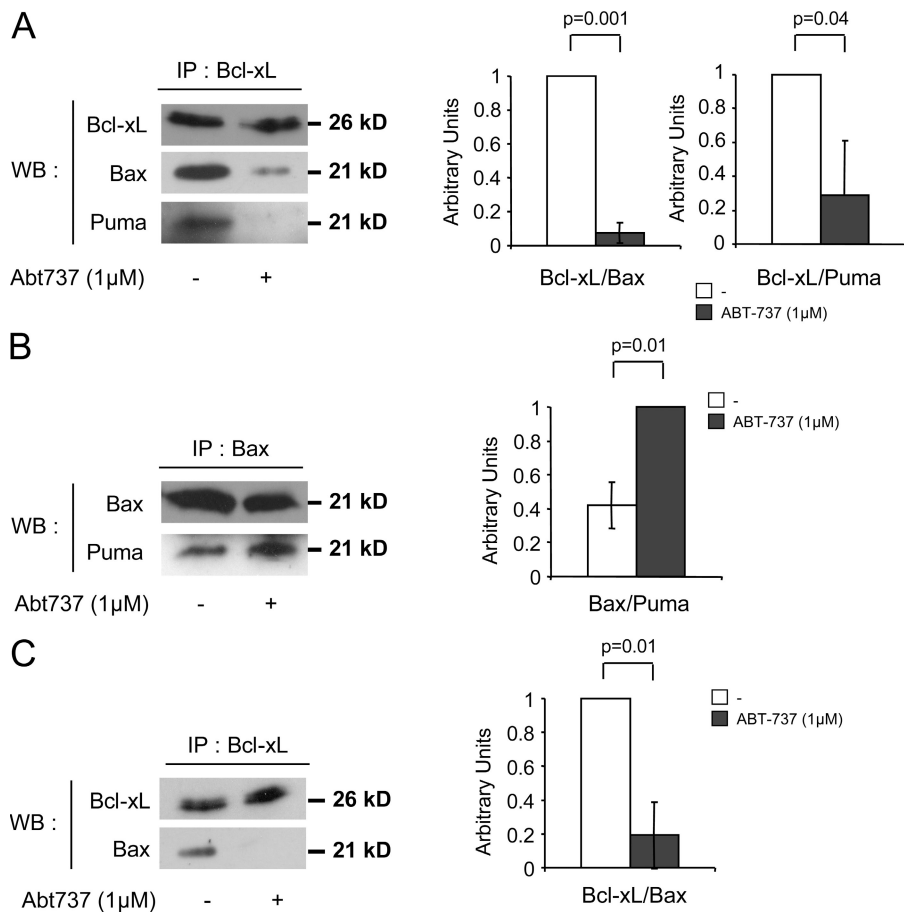 A
IP : Bcl-xL
WB :
Bcl-xL
26 kD
Bax
21 kD
Puma
21 kD
Abt737 (1µM)
-
+
p=0.001
Arbitrary Units
1
0.8
0.6
0.4
0.2
0
Bcl-xL/Bax
p=0.04
Arbitrary Units
1
0.8
0.6
0.4
0.2
0
Bcl-xL/Puma
-
ABT-737 (1µM)
B
IP : Bax
WB :
Bax
21 kD
Puma
21 kD
Abt737 (1µM)
-
+
p=0.01
Arbitrary Units
1
0.8
0.6
0.4
0.2
0
Bax/Puma
-
ABT-737 (1µM)
C
IP : Bcl-xL
WB :
Bcl-xL
26 kD
Bax
21 kD
Abt737 (1µM)
-
+
p=0.01
Arbitrary Units
1
0.8
0.6
0.4
0.2
0
Bcl-xL/Bax
-
ABT-737 (1µM)